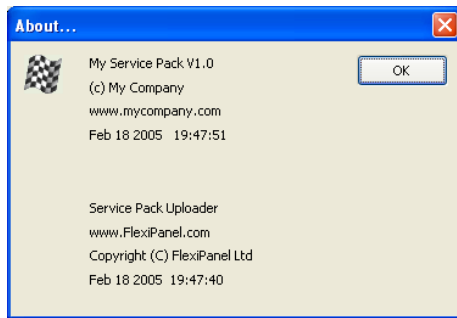 About...
My Service Pack V1.0
OK
(c) My Company
www.mycompany.com
Feb 18 2005 19:47:51
Service Pack Uploader
www.FlexiPanel.com
Copyright (C) FlexiPanel Ltd
Feb 18 2005 19:47:40